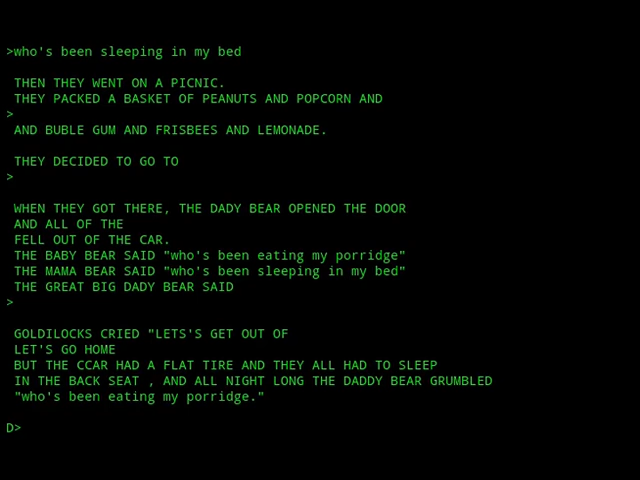 >who's been sleeping in my bed
THEN THEY WENT ON A PICNIC.
THEY PACKED A BASKET OF PEANUTS AND POPCORN AND
>
AND BUBLE GUM AND FRISBEES AND LEMONADE.
THEY DECIDED TO GO TO
>
WHEN THEY GOT THERE, THE DADY BEAR OPENED THE DOOR
AND ALL OF THE
FELL OUT OF THE CAR.
THE BABY BEAR SAID "who's been eating my porridge"
THE MAMA BEAR SAID "who's been sleeping in my bed"
THE GREAT BIG DADY BEAR SAID
>
GOLDILOCKS CRIED "LETS'S GET OUT OF
LET'S GO HOME
BUT THE CCAR HAD A FLAT TIRE AND THEY ALL HAD TO SLEEP
IN THE BACK SEAT , AND ALL NIGHT LONG THE DADDY BEAR GRUMBLED
"who's been eating my porridge."
D>